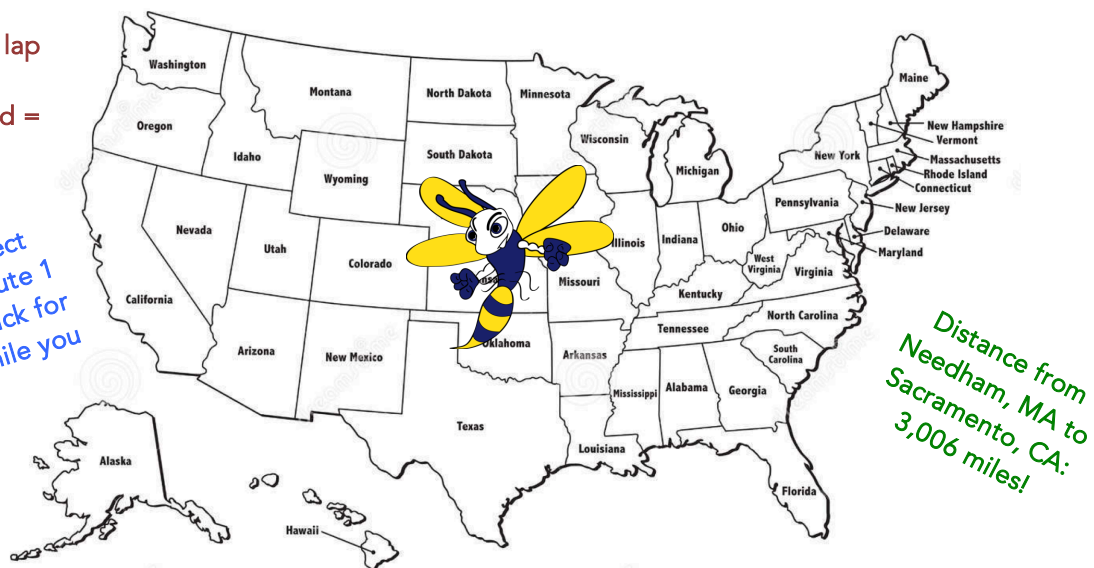 lap
d =
ect
ute 1
ck for
ile you
Washington
Montana
North Dakota
Minnesota
Maine
Oregon
Idaho
Wyoming
South Dakota
Wisconsin
Michigan
New York
New Hampshire
Vermont
Massachusetts
Rhode Island
Connecticut
Nevada
Utah
Colorado
Illinois
Indiana
Ohio
Pennsylvania
New Jersey
Delaware
Maryland
West
Virginia
Virginia
California
Missouri
Kentucky
North Carolina
Tennessee
South
Carolina
Arizona
New Mexico
Oklahoma
Arkansas
Mississippi
Alabama
Georgia
Texas
Louisiana
Florida
Alaska
Hawaii
Distance from
Needham, MA to
Sacramento, CA:
3,006 miles!